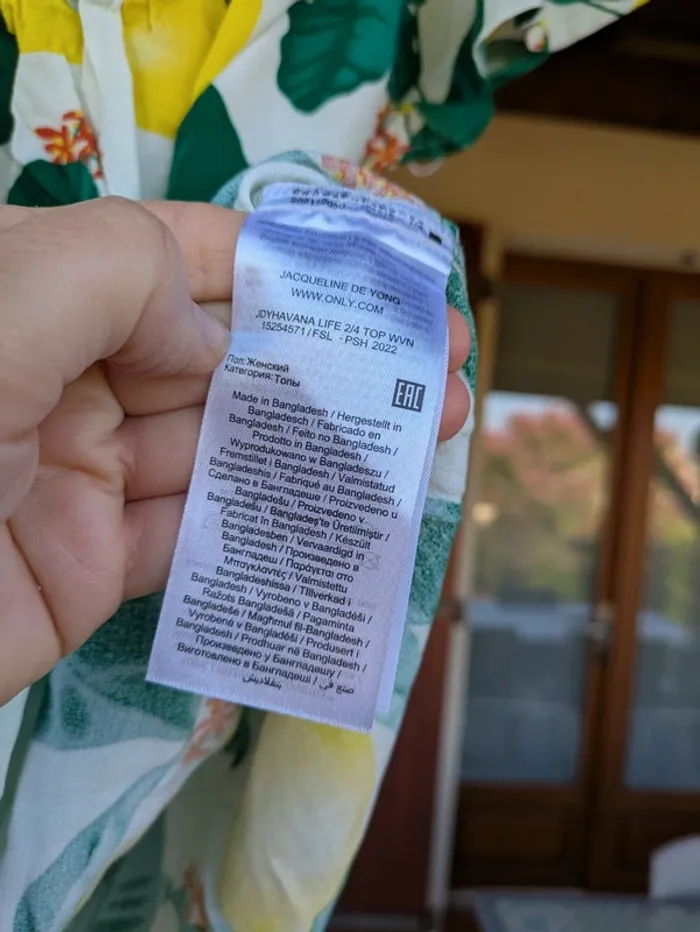 JACQUELINE DE YONG
WWW.ONLY.COM
JDYHAVANA LIFE 2/4 TOP WVN
15254571/FSL - PSH 2022
Пол: Женский
Категория: Топы
EAC
Made in Bangladesh / Hergestellt in
Bangladesch / Fabricado en
Bangladesh / Feito no Bangladesh /
Prodotto in Bangladesh /
Wyprodukowano w Bangladeszu /
Fremstillet i Bangladesh / Valmistatud
Bangladeshis / Fabriqué au Bangladesh /
Сделано в Бангладеше / Proizvedeno u
Bangladešu / Proizvedeno v
Bangladešu / Bangladeş'te Üretilmiştir /
Fabricat în Bangladesh / Készült
Bangladesben / Vervaardigd in
Bangladesh / Произведено в
Бангладеш / Παράγεται στο
Μπαγκλαντές / Valmistettu
Bangladeshissa / Tillverkad i
Bangladesh / Vyrobeno v Bangladéši /
Ražots Bangladešā / Pagaminta
Bangladeše / Magħmul fil-Bangladesh /
Vyrobené v Bangladéši / Produsert i
Bangladesh / Prodhuar në Bangladesh /
Произведено у Бангладешу /
Виготовлено в Бангладеші / صنع في
بنغلاديش